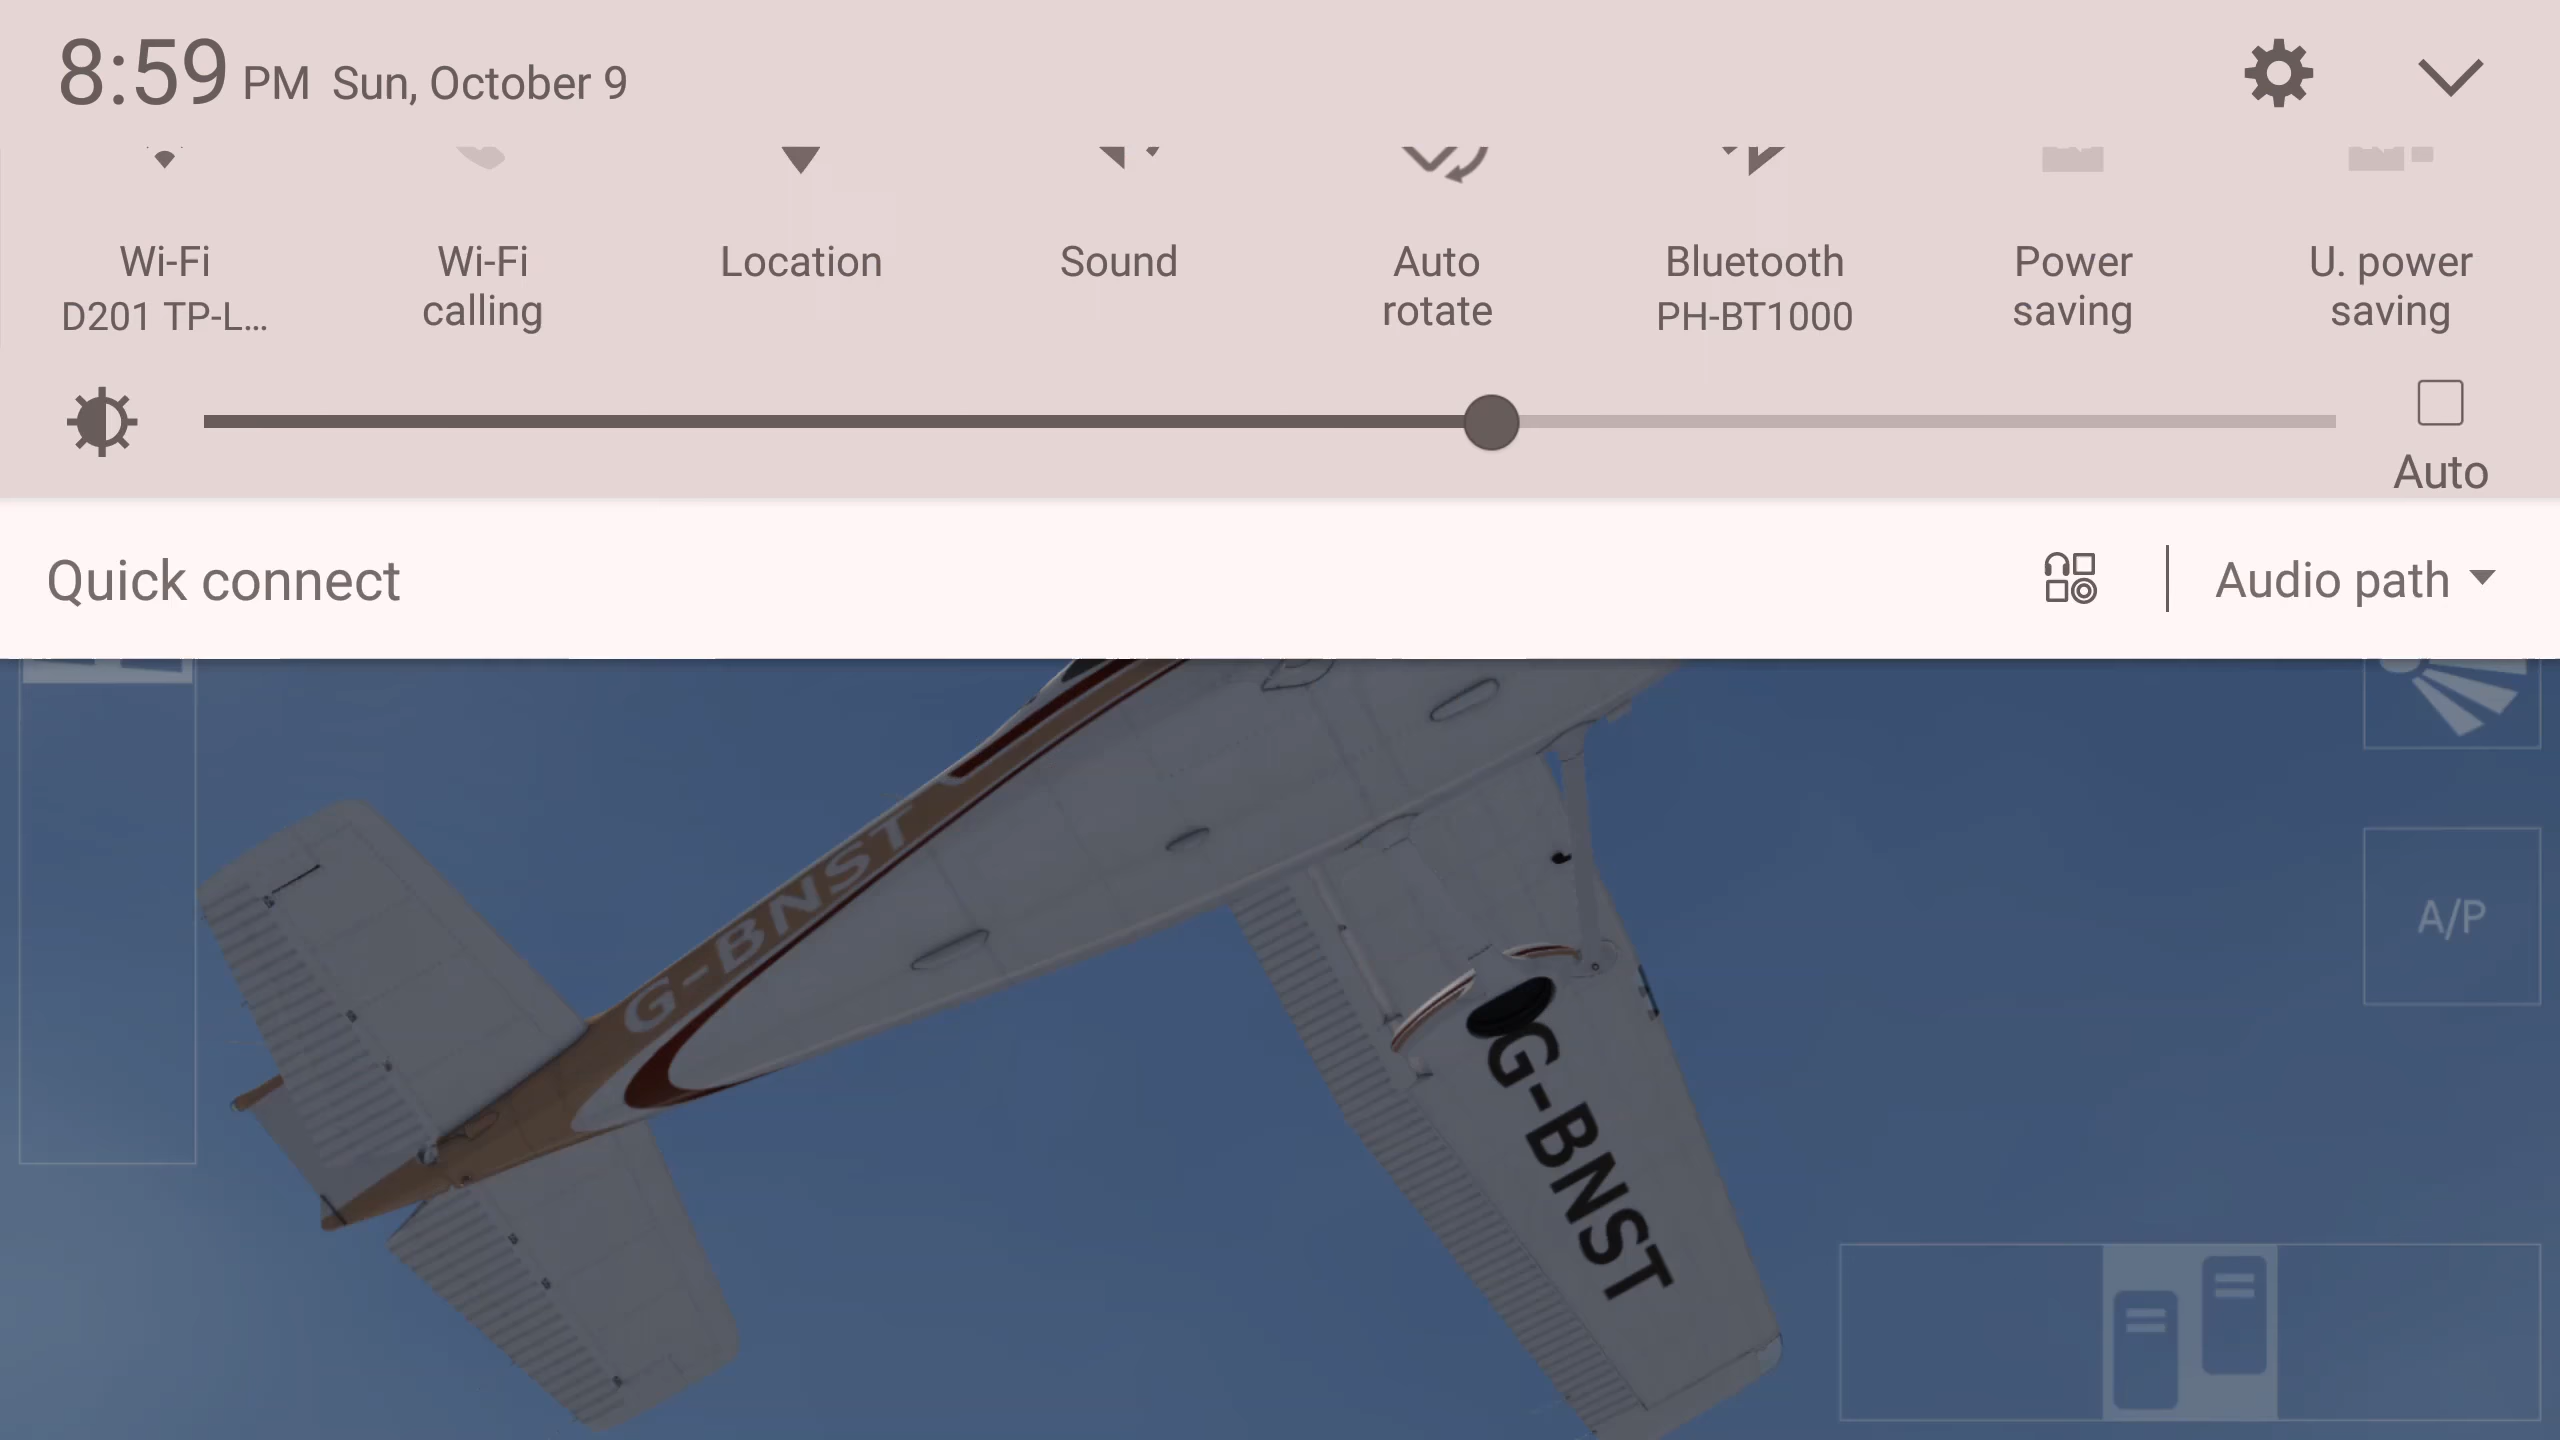 8:59 PM Sun, October 9
Wi-Fi
D201 TP-L...
Wi-Fi
calling
Location
Sound
Auto
rotate
Bluetooth
PH-BT1000
Power
saving
U. power
saving
Auto
Quick connect
Audio path
G-BNST
A/P
G-BNST